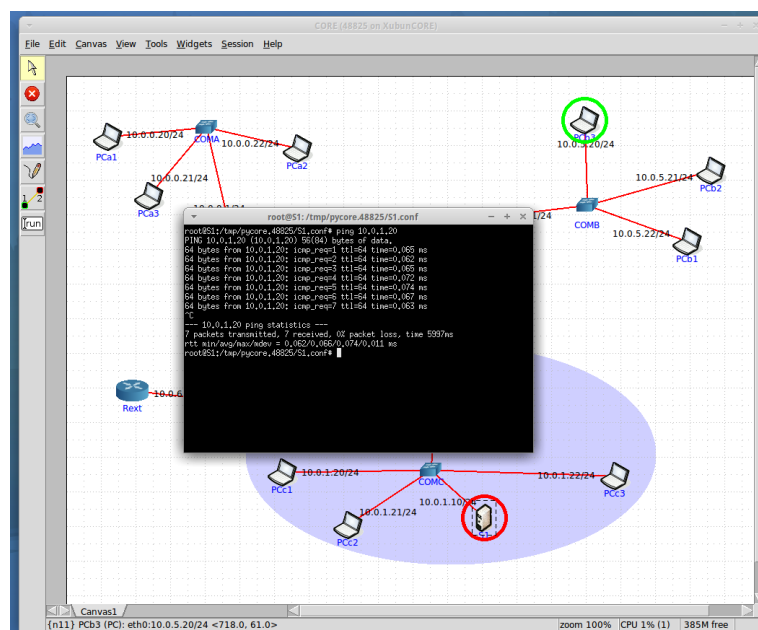 CORE (48825 on XubunCORE)
File Edit Canvas View Tools Widgets Session Help
PCb3
10.0.5.20/24
10.0.0.20/24
COMA
10.0.0.22/24
PCa1
PCa2
10.0.0.21/24
10.0.5.21/24
PCb2
PCa3
1/24
COMB
10.0.5.22/24
PCb1
1 2
run
root@S1: /tmp/pycore.48825/S1.conf
root@S1:/tmp/pycore.48825/S1.conf# ping 10.0.1.20
PING 10.0.1.20 (10.0.1.20) 56(84) bytes of data.
64 bytes from 10.0.1.20: icmp_req=1 ttl=64 time=0.065 ms
64 bytes from 10.0.1.20: icmp_req=2 ttl=64 time=0.062 ms
64 bytes from 10.0.1.20: icmp_req=3 ttl=64 time=0.065 ms
64 bytes from 10.0.1.20: icmp_req=4 ttl=64 time=0.072 ms
64 bytes from 10.0.1.20: icmp_req=5 ttl=64 time=0.074 ms
64 bytes from 10.0.1.20: icmp_req=6 ttl=64 time=0.067 ms
64 bytes from 10.0.1.20: icmp_req=7 ttl=64 time=0.063 ms
^C
--- 10.0.1.20 ping statistics ---
7 packets transmitted, 7 received, 0% packet loss, time 5997ms
rtt min/avg/max/mdev = 0.062/0.066/0.074/0.011 ms
root@S1:/tmp/pycore.48825/S1.conf#
10.0.6
Rext
10.0.1.20/24
COMC
10.0.1.22/24
PCc1
PCc3
10.0.1.10/24
10.0.1.21/24
S1
PCc2
Canvas1
{n11} PCb3 (PC): eth0:10.0.5.20/24 <718.0, 61.0>
zoom 100% CPU 1% (1) 385M free